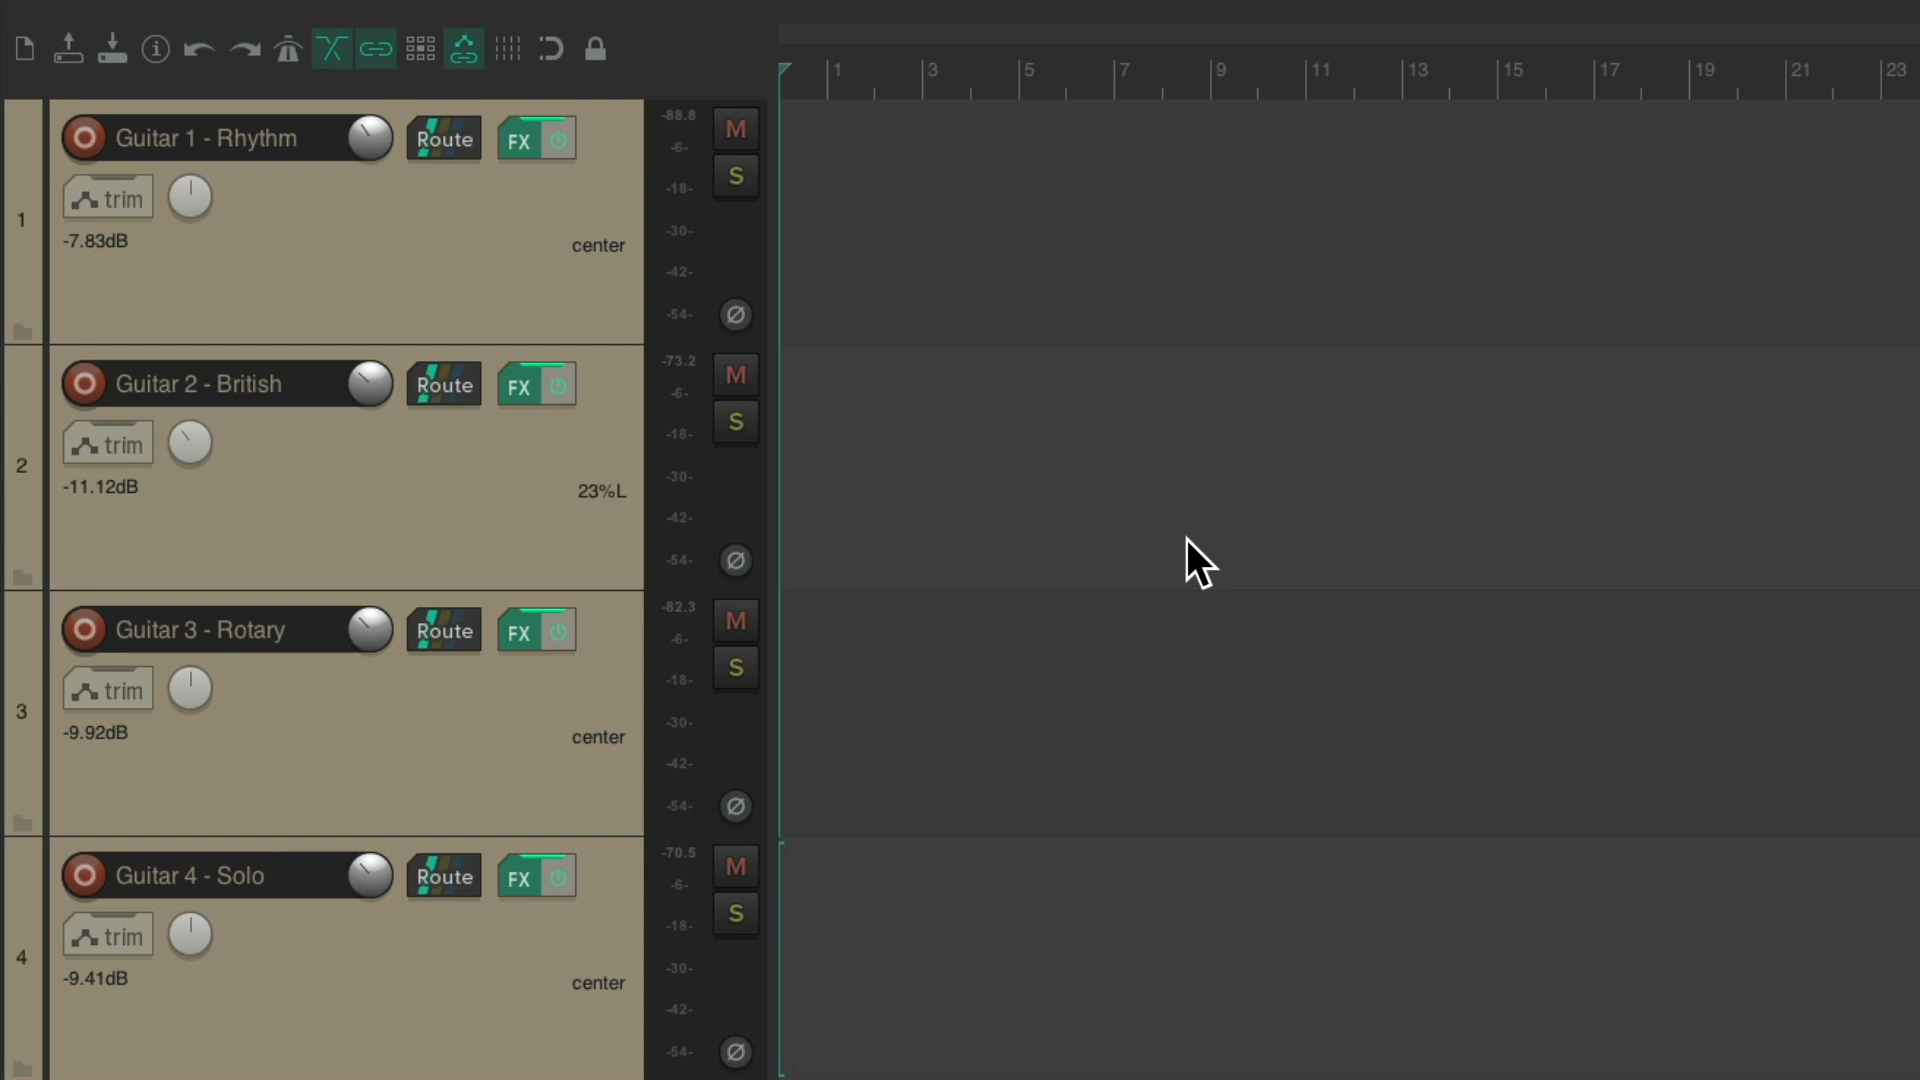 1 3 5 7 9 11 13 15 17 19 21 23
Guitar 1 - Rhythm Route FX -88.8 M
-6-
trim -18- S
1
-7.83dB center -30-
-42-
-54- Ø
Guitar 2 - British Route FX -73.2 M
-6-
trim -18- S
2
-11.12dB 23%L -30-
-42-
-54- Ø
Guitar 3 - Rotary Route FX -82.3 M
-6-
trim -18- S
3
-9.92dB center -30-
-42-
-54- Ø
Guitar 4 - Solo Route FX -70.5 M
-6-
trim -18- S
4
-9.41dB center -30-
-42-
-54- Ø